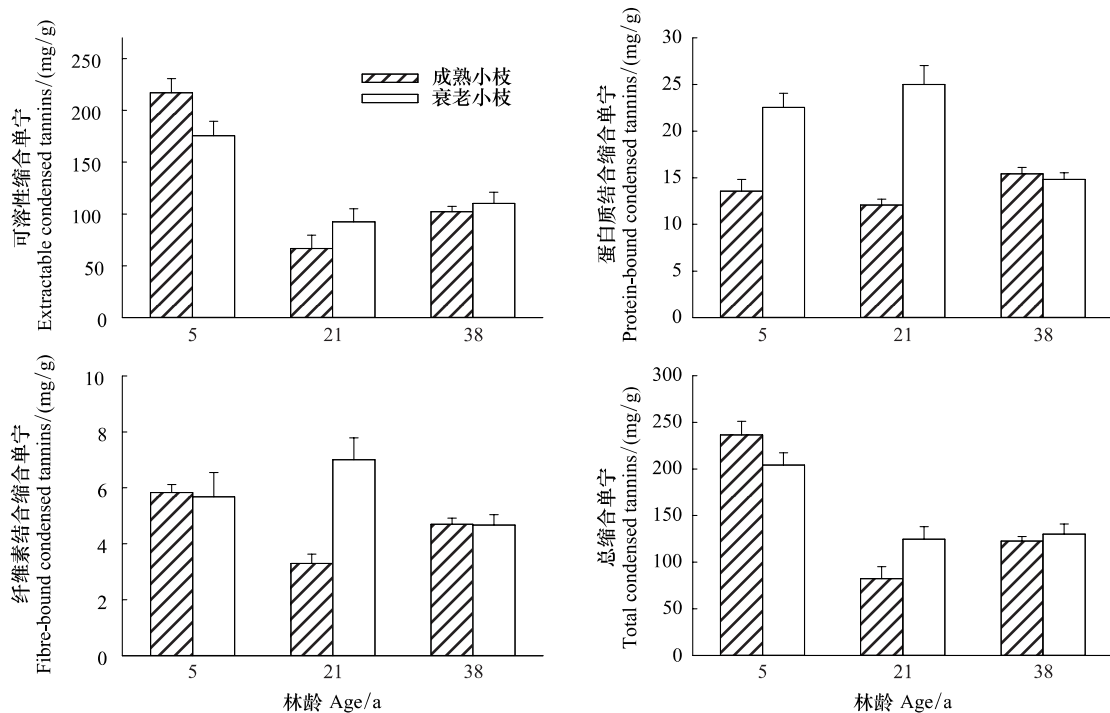 可溶性缩合单宁
Extractable condensed tannins/(mg/g)
250
200
150
100
50
0
成熟小枝
衰老小枝
5 21 38
蛋白质结合缩合单宁
Protein-bound condensed tannins/(mg/g)
30
25
20
15
10
5
0
5 21 38
纤维素结合缩合单宁
Fibre-bound condensed tannins/(mg/g)
10
8
6
4
2
0
5 21 38
林龄 Age/a
总缩合单宁
Total condensed tannins/(mg/g)
300
250
200
150
100
50
0
5 21 38
林龄 Age/a